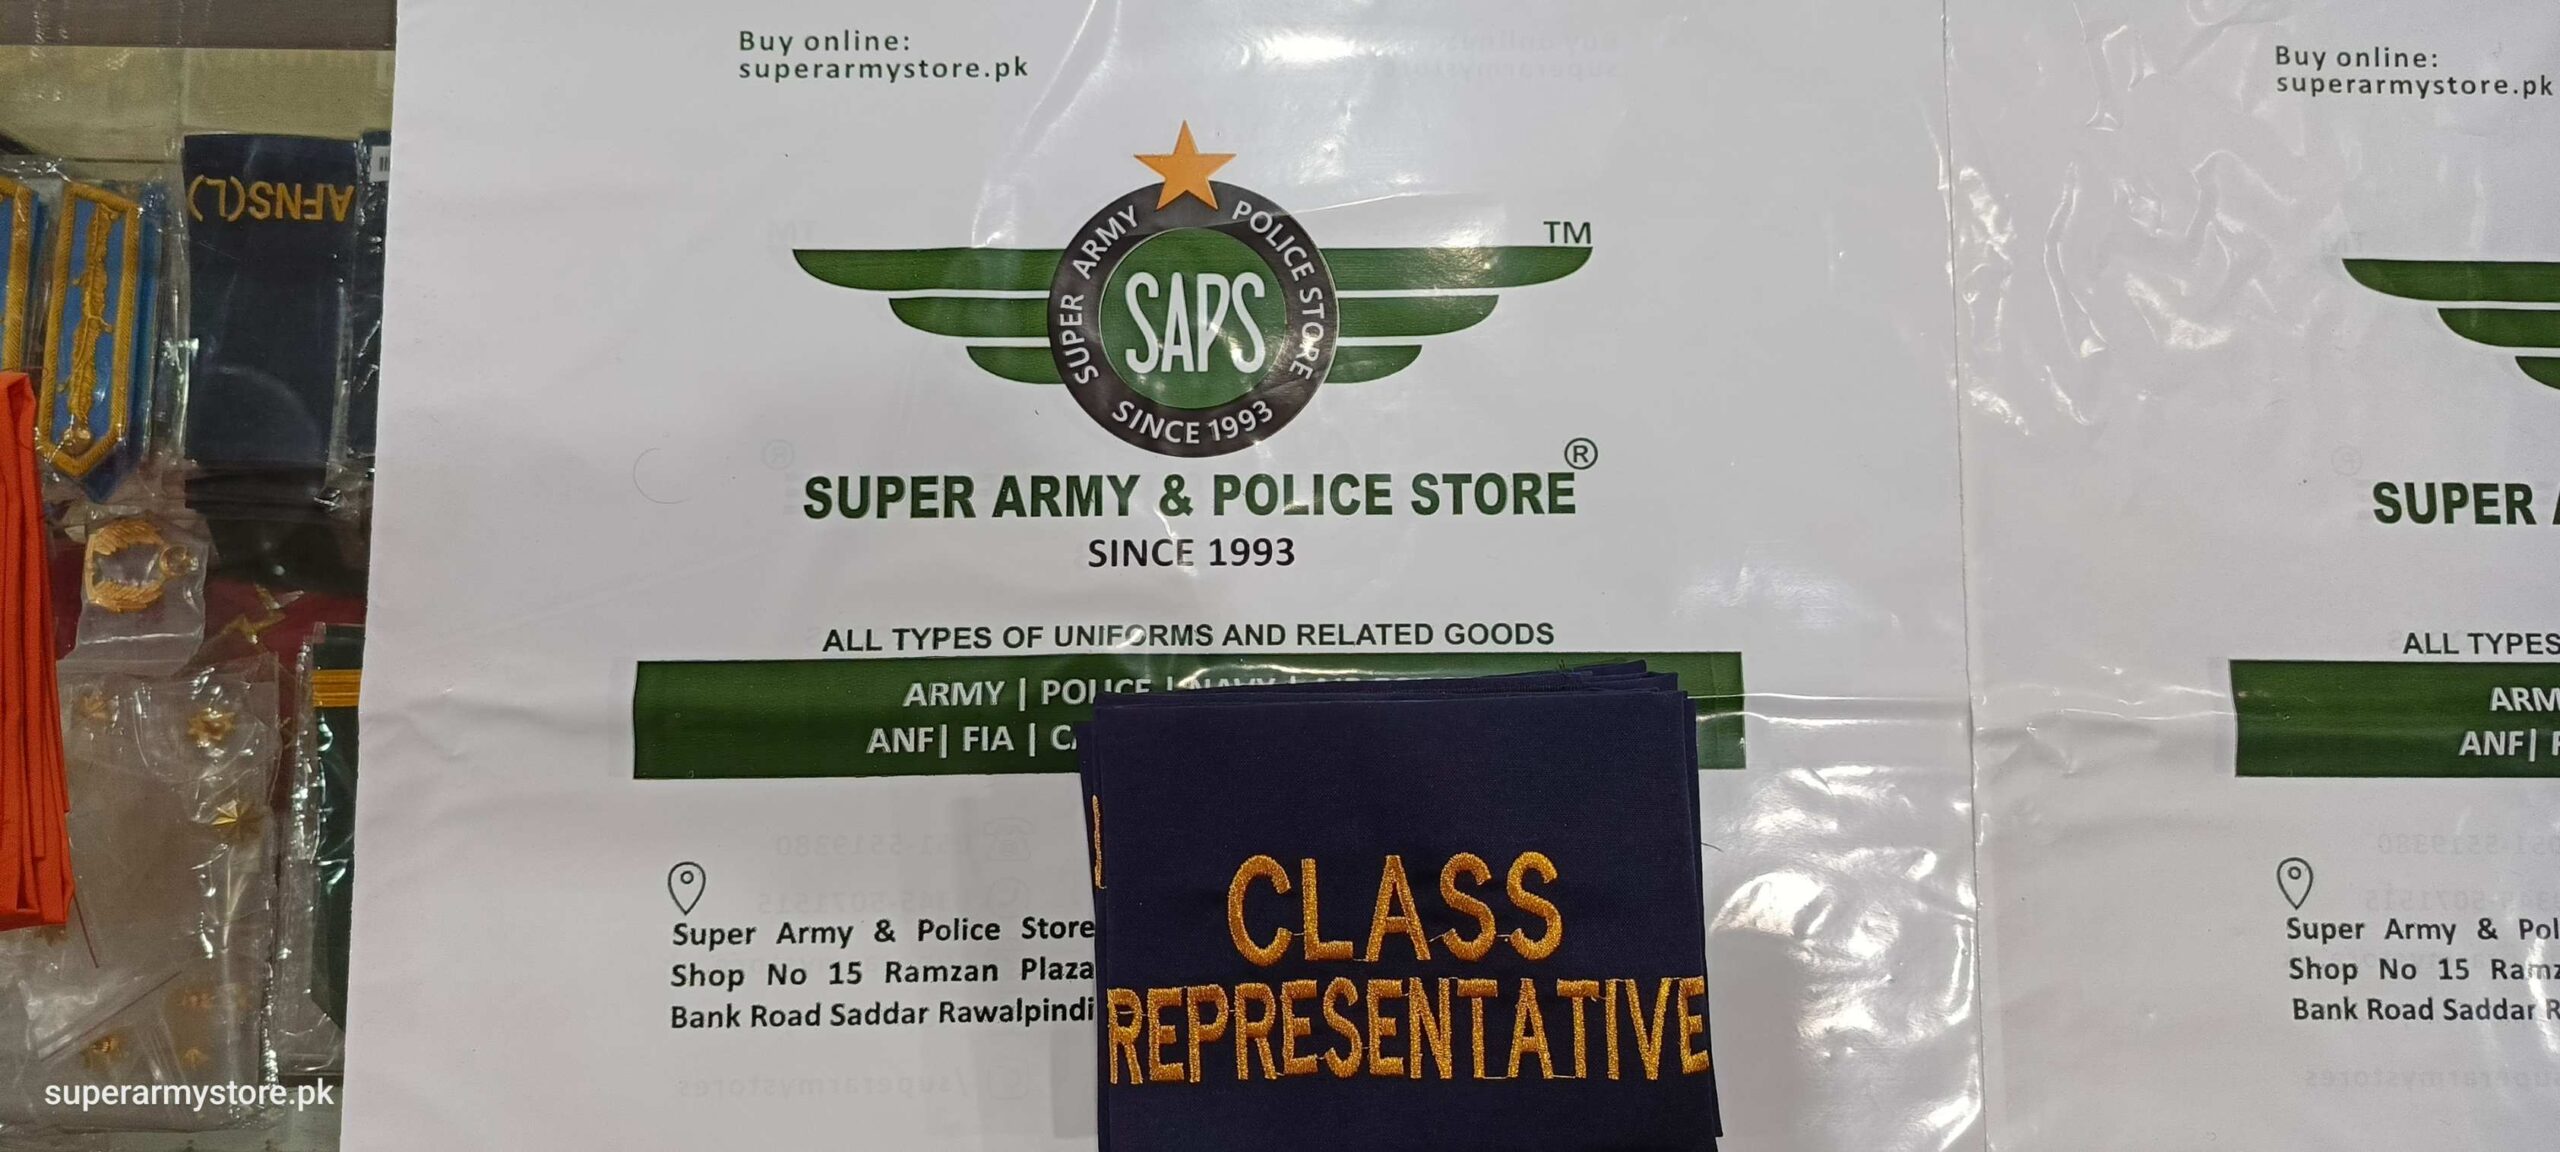 Buy online:
superarmystore.pk
Buy online:
superarmystore.pk
AFNS(L)
TM
SUPER ARMY POLICE STORE
SAPS
SINCE 1993
®
SUPER ARMY & POLICE STORE
SINCE 1993
SUPER
ALL TYPES OF UNIFORMS AND RELATED GOODS
ALL TYPES
ARMY | POLICE | NAVY |
ANF| FIA |
ARM
ANF|
Super Army & Police Store
Shop No 15 Ramzan Plaza
Bank Road Saddar Rawalpindi
Super Army & Pol
Shop No 15 Ramz
Bank Road Saddar R
CLASS
REPRESENTATIVE
superarmystore.pk